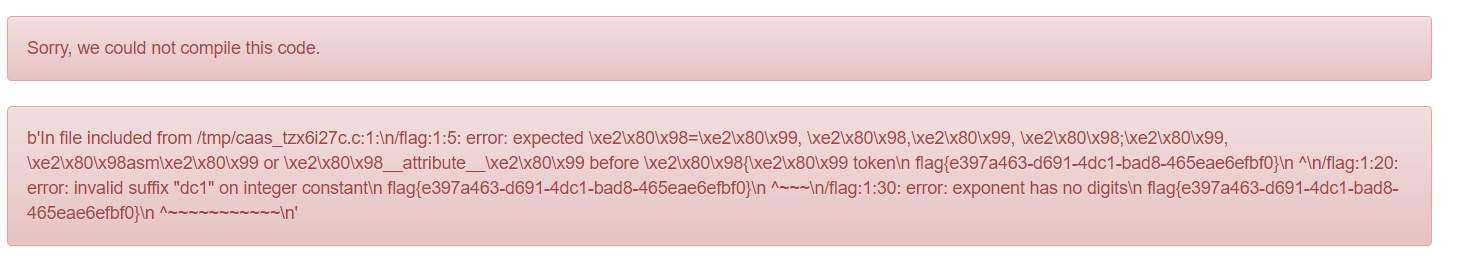 Sorry, we could not compile this code.
b'In file included from /tmp/caas_tzx6i27c.c:1:\n/flag:1:5: error: expected \xe2\x80\x98=\xe2\x80\x99, \xe2\x80\x98,\xe2\x80\x99, \xe2\x80\x98;\xe2\x80\x99,
\xe2\x80\x98asm\xe2\x80\x99 or \xe2\x80\x98__attribute__\xe2\x80\x99 before \xe2\x80\x98{\xe2\x80\x99 token\n flag{e397a463-d691-4dc1-bad8-465eae6efbf0}\n ^\n/flag:1:20:
error: invalid suffix "dc1" on integer constant\n flag{e397a463-d691-4dc1-bad8-465eae6efbf0}\n ^~~~\n/flag:1:30: error: exponent has no digits\n flag{e397a463-d691-4dc1-bad8-
465eae6efbf0}\n ^~~~~~~~~~~~\n'